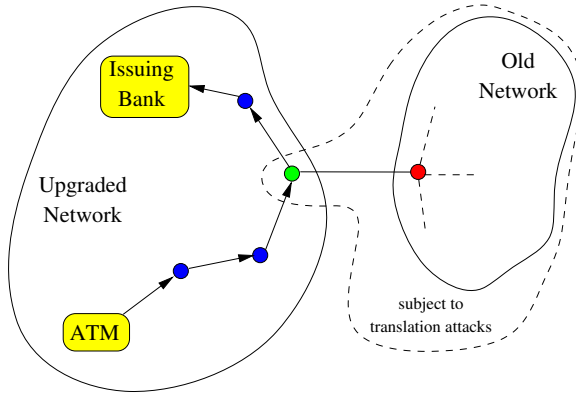 Issuing
Bank
Old
Network
Upgraded
Network
subject to
translation attacks
ATM